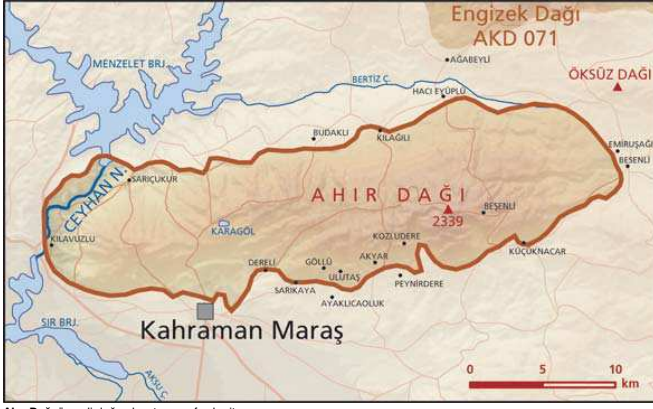 Engizek Dağı
AKD 071
MENZELET BRJ.
AĞABEYLİ
ÖKSÜZ DAĞI
BERTİZ Ç.
HACI EYÜPLÜ
BUDAKLI
KILAĞILI
EMİRUŞAĞI
BESENLİ
SARIÇUKUR
CEYHAN N.
AHIR DAĞI
2339
BEŞENLİ
KARAGÖL
KILAVUZLU
KOZLUDERE
KÜÇÜKNACAR
DERELİ
GÖLLÜ
AKYAR
ULUTAŞ
PEYNİRDERE
SARIKAYA
AYAKLICAOLUK
SIR BRJ.
Kahraman Maraş
AKSU Ç.
0 5 10
km